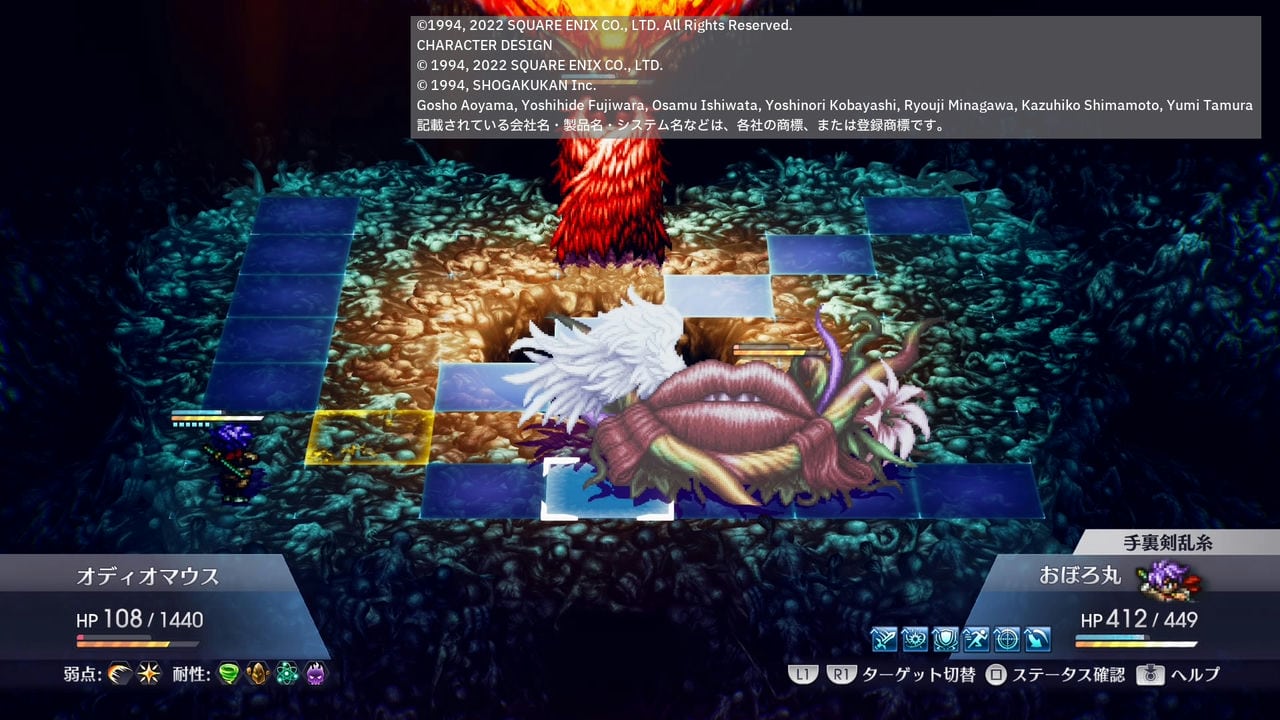 ©1994, 2022 SQUARE ENIX CO., LTD. All Rights Reserved.
CHARACTER DESIGN
© 1994, 2022 SQUARE ENIX CO., LTD.
© 1994, SHOGAKUKAN Inc.
Gosho Aoyama, Yoshihide Fujiwara, Osamu Ishiwata, Yoshinori Kobayashi, Ryouji Minagawa, Kazuhiko Shimamoto, Yumi Tamura
記載されている会社名・製品名・システム名などは、各社の商標、または登録商標です。
手裏剣乱糸
オディオマウス
おぼろ丸
HP 108 / 1440
HP 412 / 449
弱点: 耐性:
L1 R1 ターゲット切替 ステータス確認 ヘルプ